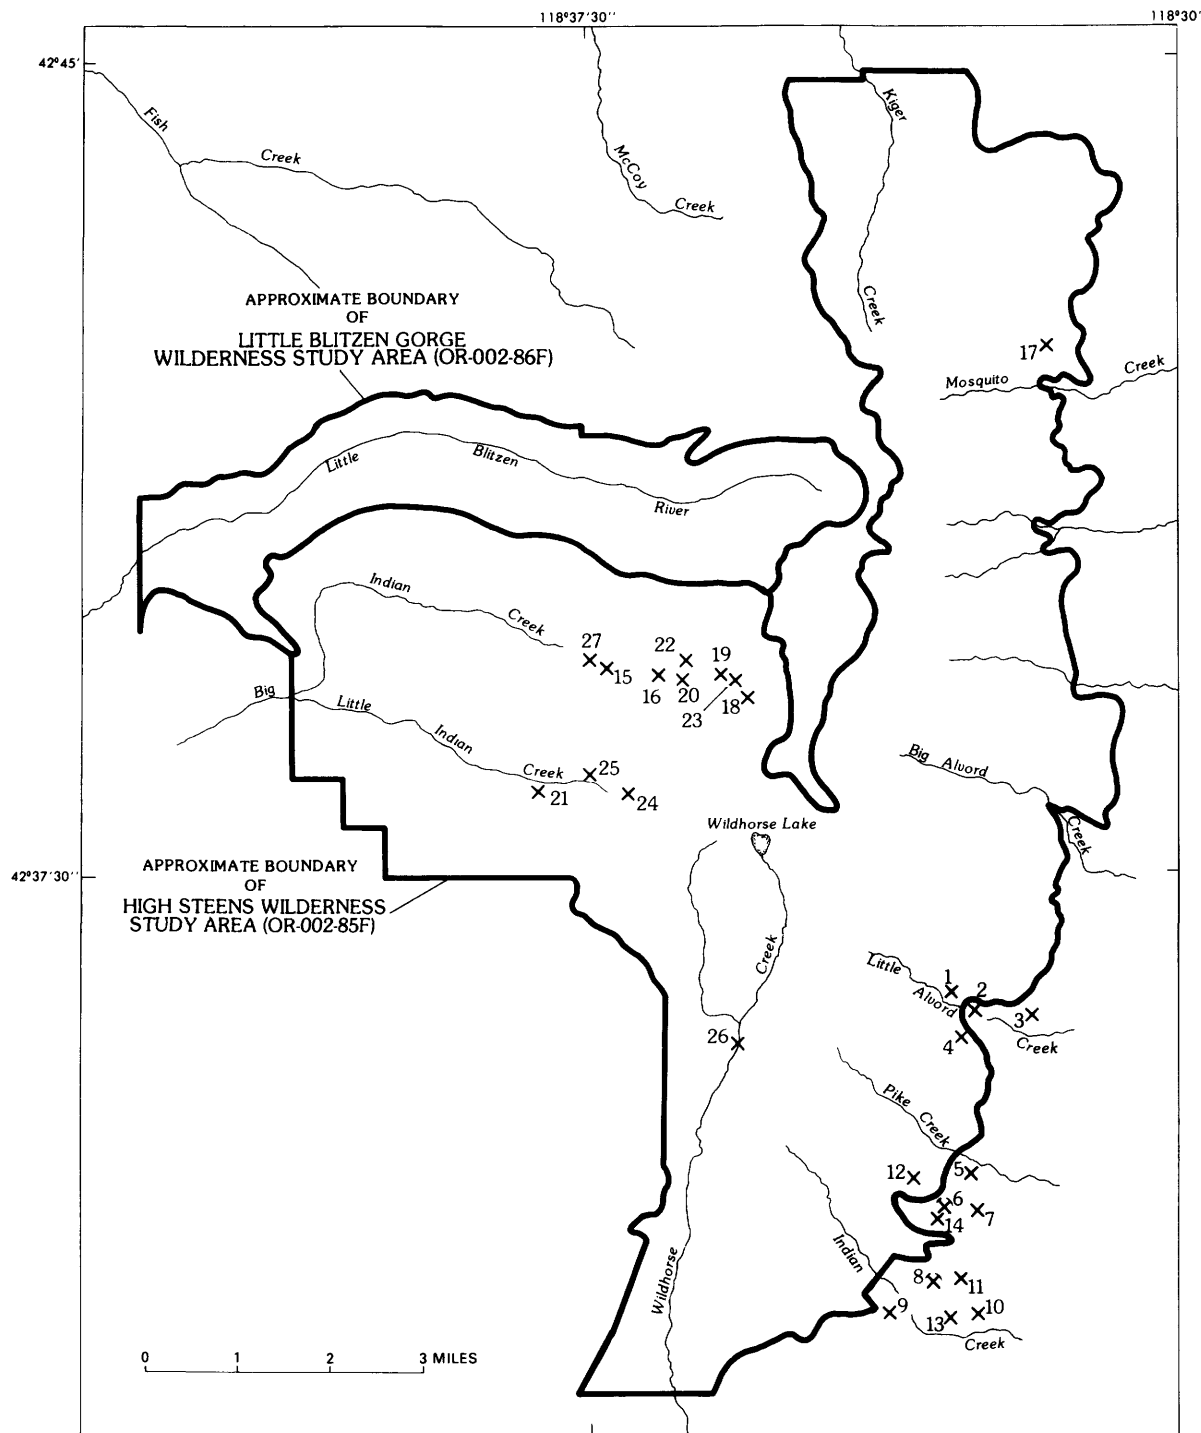 118°37'30''
118°30'
42°45'
Kiger
Fish
Creek
McCoy
Creek
Creek
APPROXIMATE BOUNDARY
OF
LITTLE BLITZEN GORGE
WILDERNESS STUDY AREA (OR-002-86F)
17
Mosquito
Creek
Little
Blitzen
River
Indian
Creek
27
15
22
16
20
19
23
18
Big
Little
Indian
Creek
25
21
24
Big Alvord
Creek
Wildhorse Lake
42°37'30''
APPROXIMATE BOUNDARY
OF
HIGH STEENS WILDERNESS
STUDY AREA (OR-002-85F)
Creek
Little
Alvord
Creek
1
2
3
4
26
Pike Creek
12
5
6
7
14
Indian
Wildhorse
8
11
9
13
10
Creek
0 1 2 3 MILES